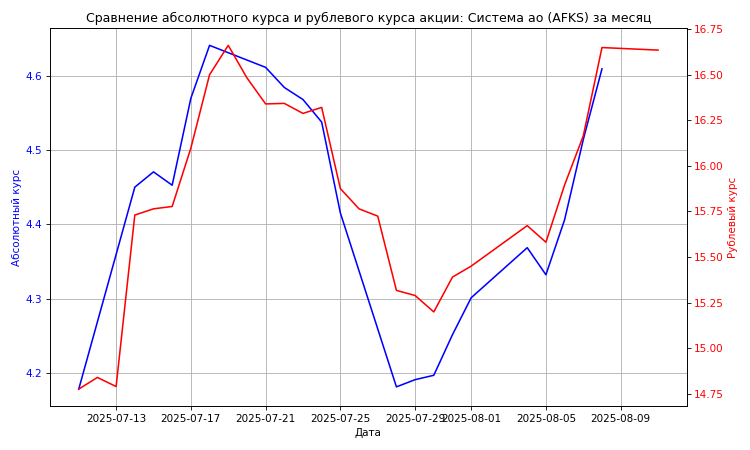 Сравнение абсолютного курса и рублевого курса акции: Система ао (AFKS) за месяц
Абсолютный курс
4.6
4.5
4.4
4.3
4.2
16.75
16.50
16.25
16.00
15.75
15.50
15.25
15.00
14.75
Рублевый курс
2025-07-13 2025-07-17 2025-07-21 2025-07-25 2025-07-29 2025-08-01 2025-08-05 2025-08-09
Дата